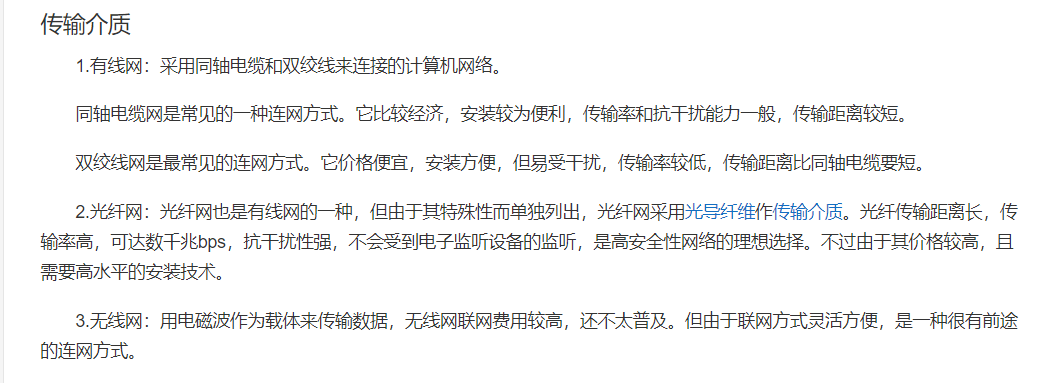 传输介质
1.有线网：采用同轴电缆和双绞线来连接的计算机网络。
同轴电缆网是常见的一种连网方式。它比较经济，安装较为便利，传输率和抗干扰能力一般，传输距离较短。
双绞线网是最常见的连网方式。它价格便宜，安装方便，但易受干扰，传输率较低，传输距离比同轴电缆要短。
2.光纤网：光纤网也是有线网的一种，但由于其特殊性而单独列出，光纤网采用光导纤维作传输介质。光纤传输距离长，传
输率高，可达数千兆bps，抗干扰性强，不会受到电子监听设备的监听，是高安全性网络的理想选择。不过由于其价格较高，且
需要高水平的安装技术。
3.无线网：用电磁波作为载体来传输数据，无线网联网费用较高，还不太普及。但由于联网方式灵活方便，是一种很有前途
的连网方式。